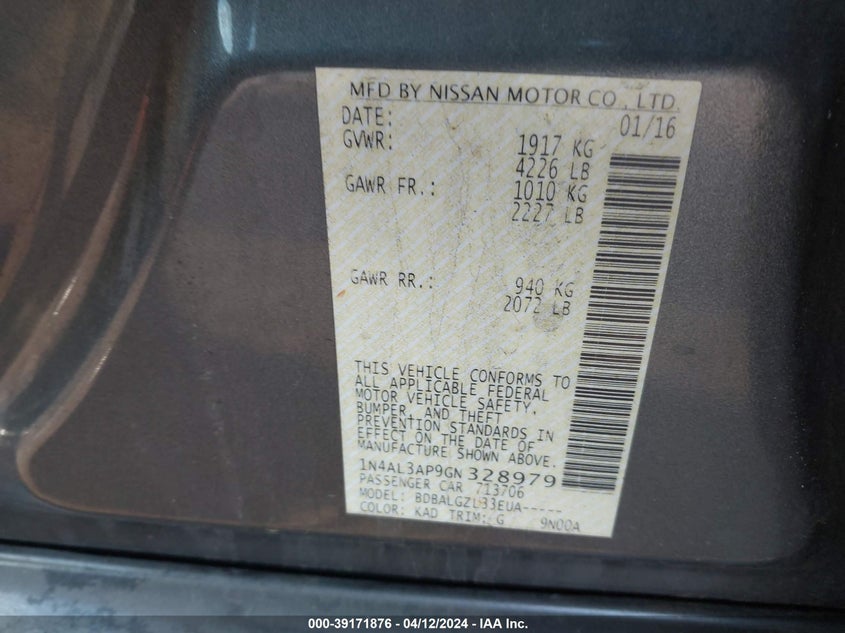 MFD BY NISSAN MOTOR CO., LTD.
DATE: 01/16
GVWR: 1917 KG
4226 LB
GAWR FR.: 1010 KG
2227 LB
GAWR RR.: 940 KG
2072 LB
THIS VEHICLE CONFORMS TO
ALL APPLICABLE FEDERAL
MOTOR VEHICLE SAFETY,
BUMPER, AND THEFT
PREVENTION STANDARDS IN
EFFECT ON THE DATE OF
MANUFACTURE SHOWN ABOVE.
1N4AL3AP9GN328979
PASSENGER CAR 713706
MODEL: BDBALGZL33EUA-----
COLOR: KAD TRIM: G 9N00A
000-39171876 - 04/12/2024 - IAA Inc.